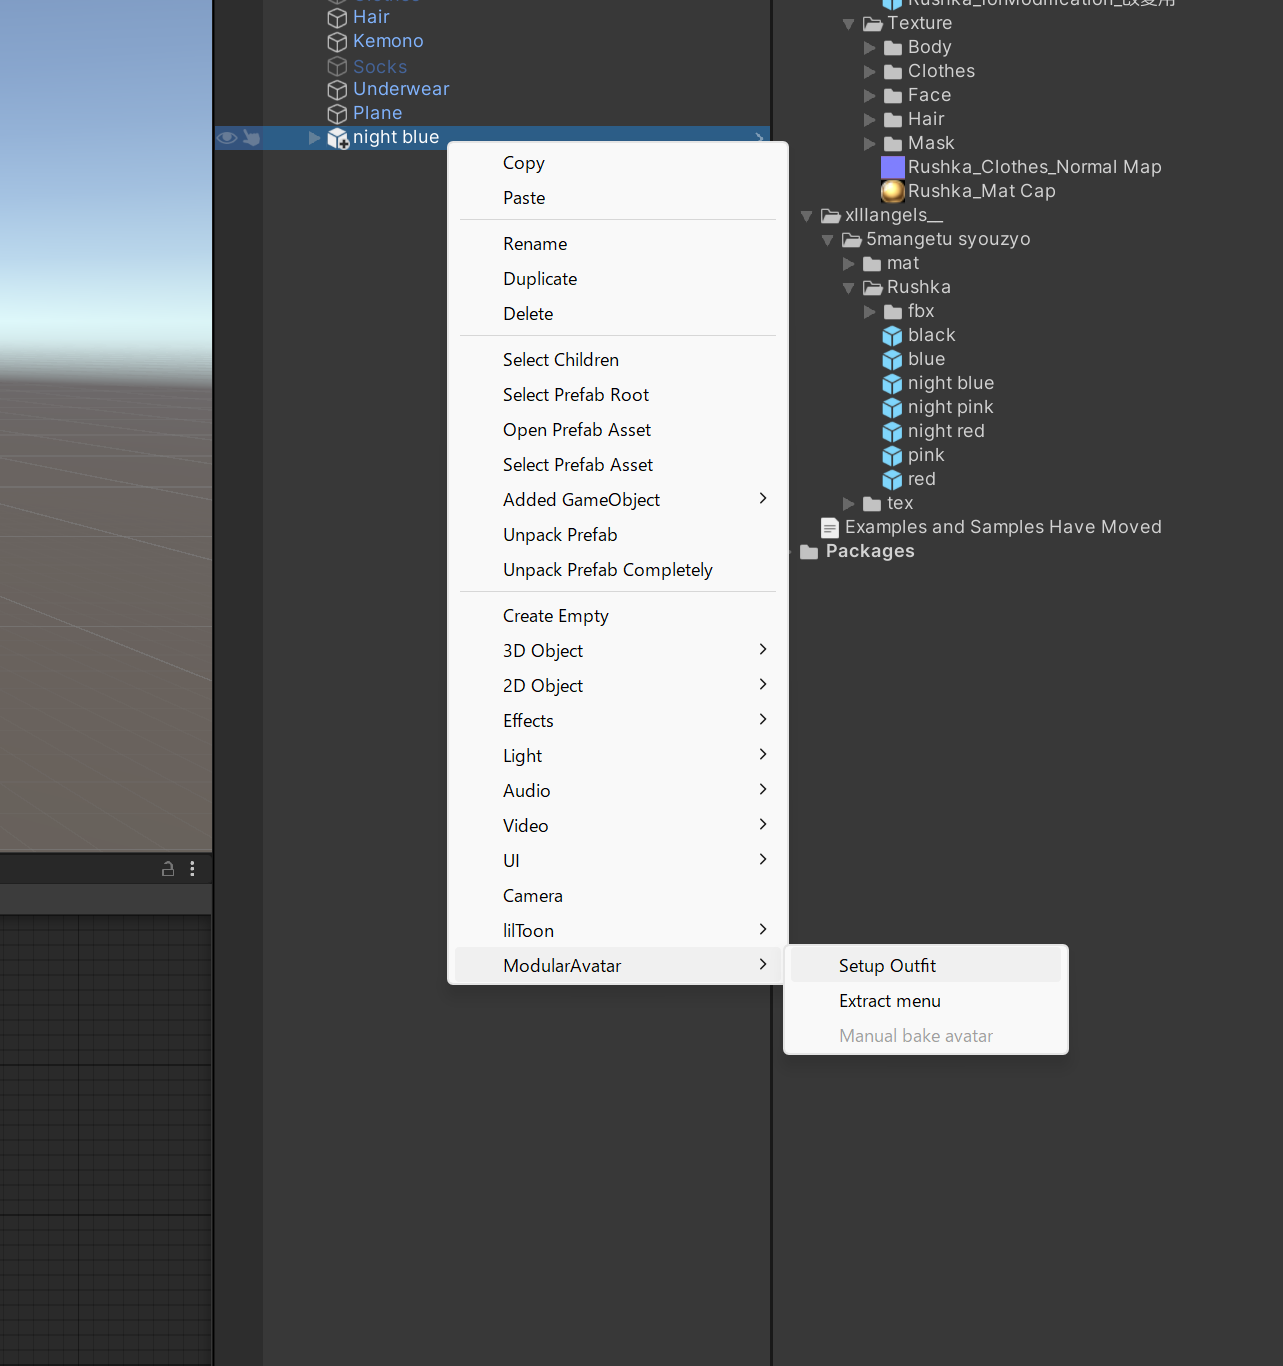 Hair
Kemono
Socks
Underwear
Plane
night blue
Copy
Paste
Rename
Duplicate
Delete
Select Children
Select Prefab Root
Open Prefab Asset
Select Prefab Asset
Added GameObject
Unpack Prefab
Unpack Prefab Completely
Create Empty
3D Object
2D Object
Effects
Light
Audio
Video
UI
Camera
lilToon
ModularAvatar
Setup Outfit
Extract menu
Manual bake avatar
Texture
Body
Clothes
Face
Hair
Mask
Rushka_Clothes_Normal Map
Rushka_Mat Cap
xlllangels__
5mangetu syouzyo
mat
Rushka
fbx
black
blue
night blue
night pink
night red
pink
red
tex
Examples and Samples Have Moved
Packages